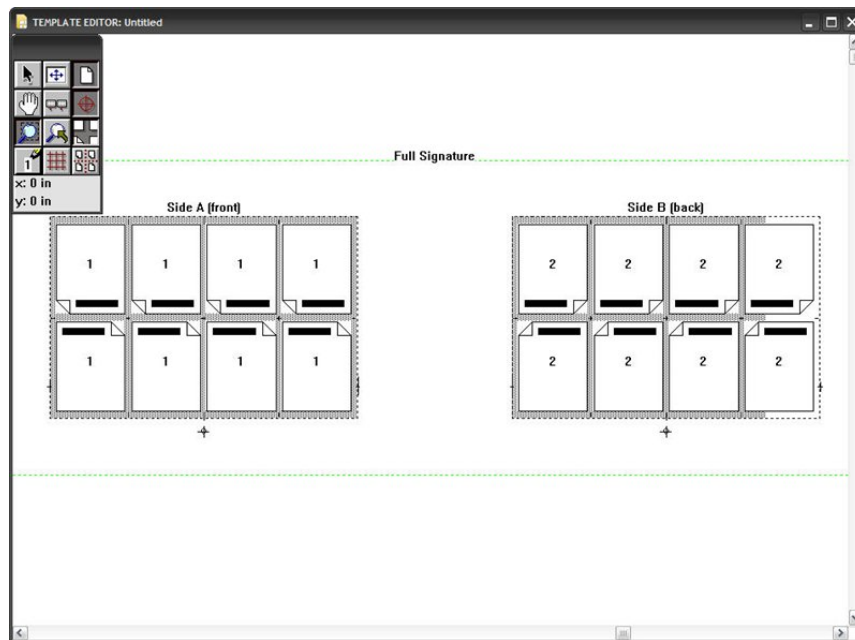 TEMPLATE EDITOR: Untitled
1
x: 0 in
y: 0 in
Full Signature
Side A (front)
1 1 1 1
1 1 1 1
Side B (back)
2 2 2 2
2 2 2 2